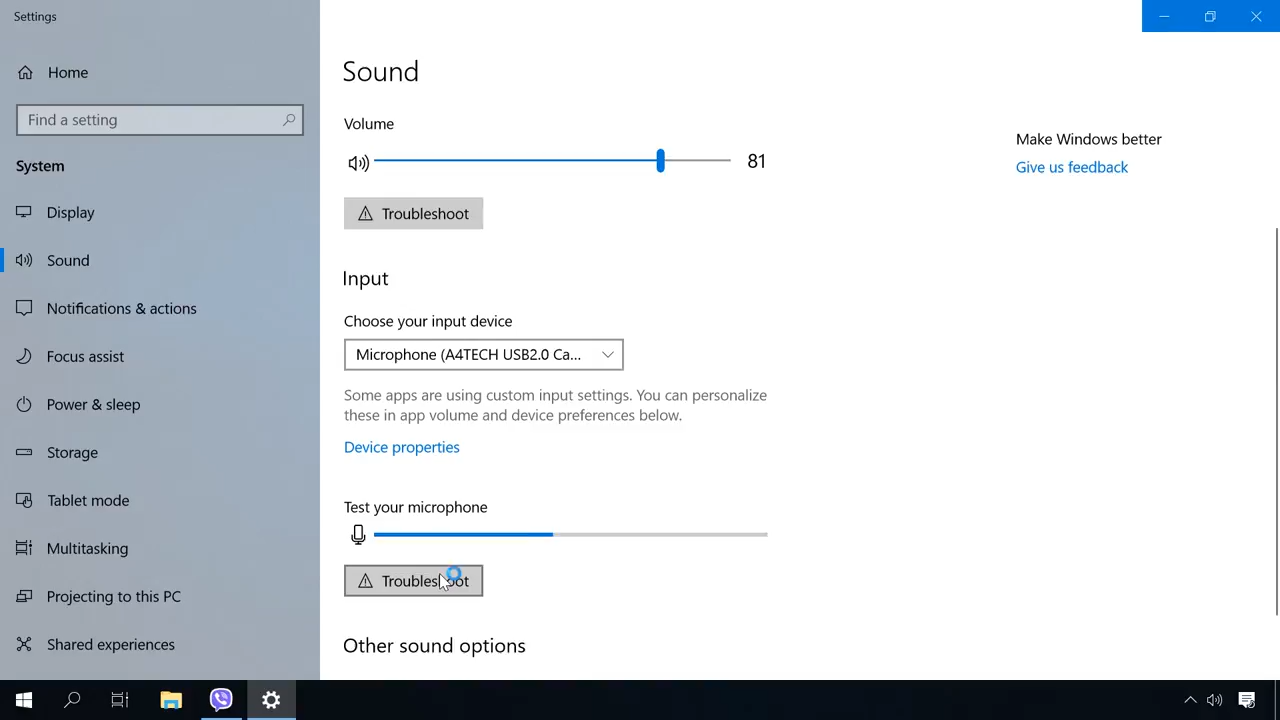 Settings
Home
Find a setting
System
Display
Sound
Notifications & actions
Focus assist
Power & sleep
Storage
Tablet mode
Multitasking
Projecting to this PC
Shared experiences
Sound
Volume
81
Troubleshoot
Input
Choose your input device
Microphone (A4TECH USB2.0 Ca...
Some apps are using custom input settings. You can personalize
these in app volume and device preferences below.
Device properties
Test your microphone
Troubleshoot
Other sound options
Make Windows better
Give us feedback